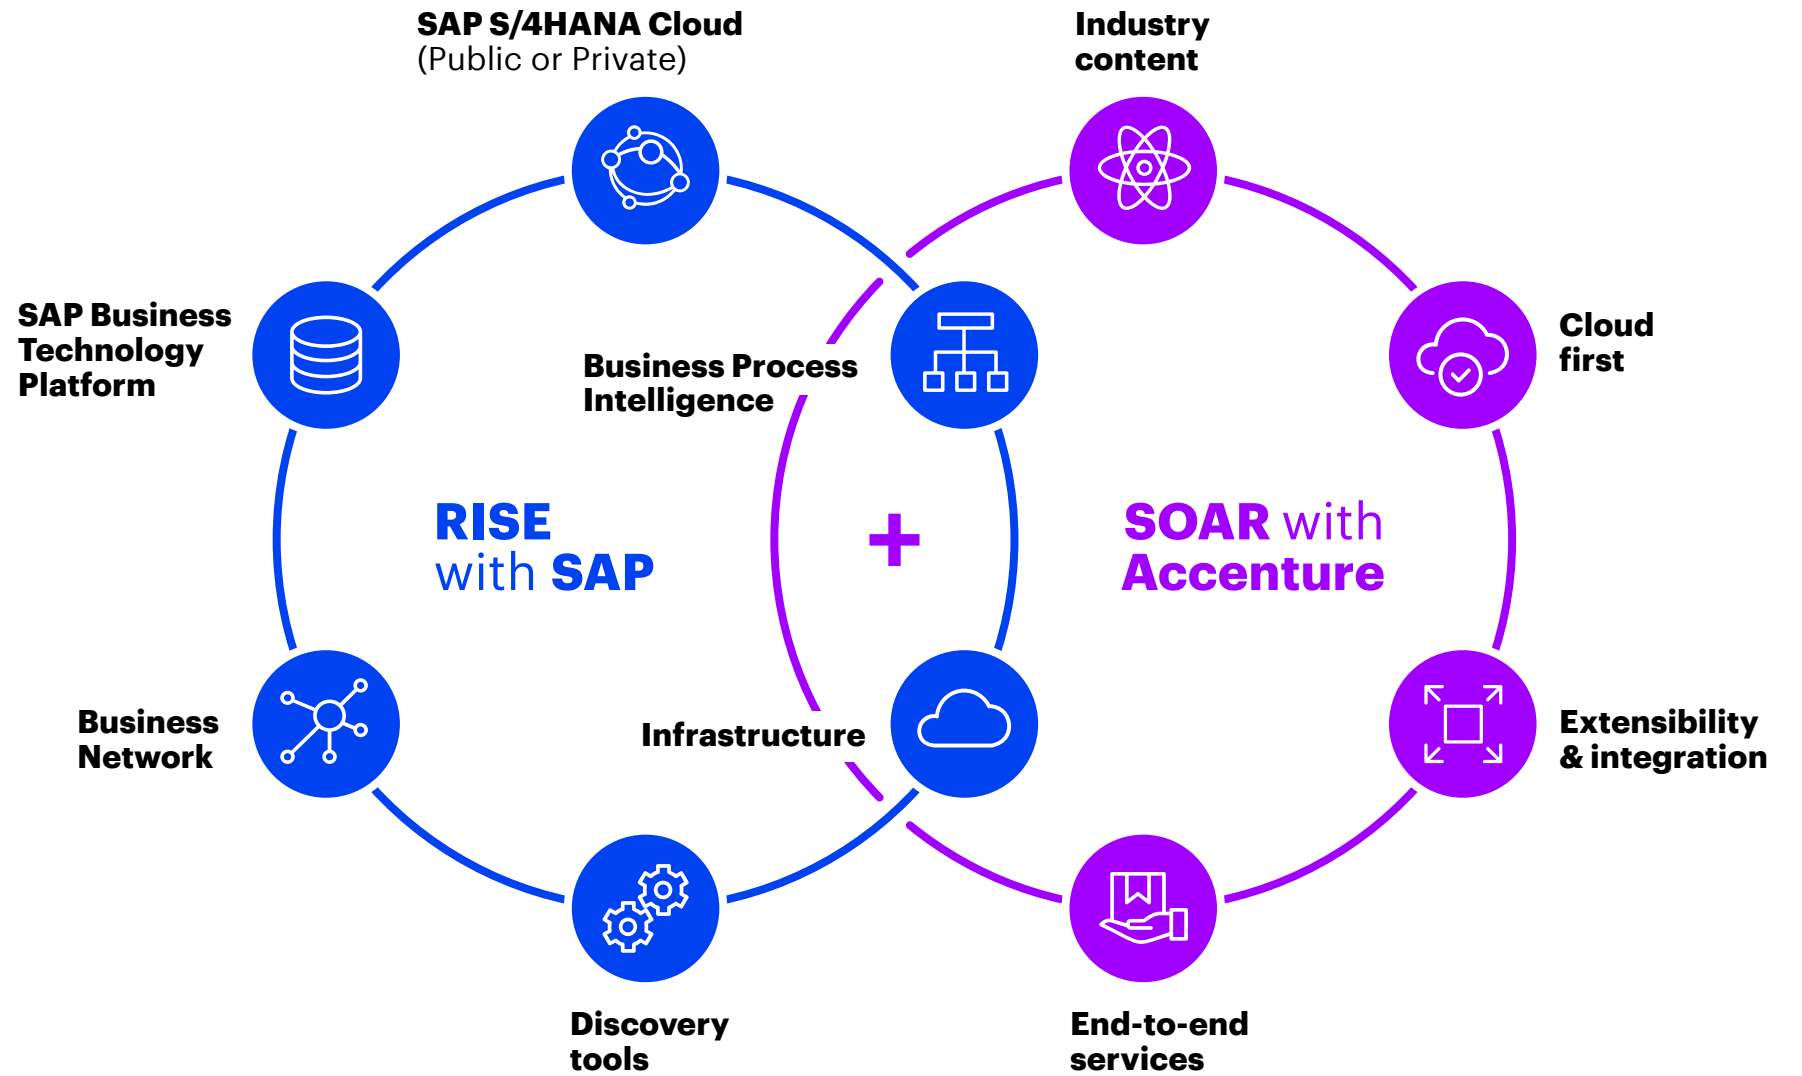 SAP S/4HANA Cloud
(Public or Private)
Industry
content
SAP Business
Technology
Platform
Business Process
Intelligence
Cloud
first
RISE
with SAP
+
SOAR with
Accenture
Business
Network
Infrastructure
Extensibility
& integration
Discovery
tools
End-to-end
services